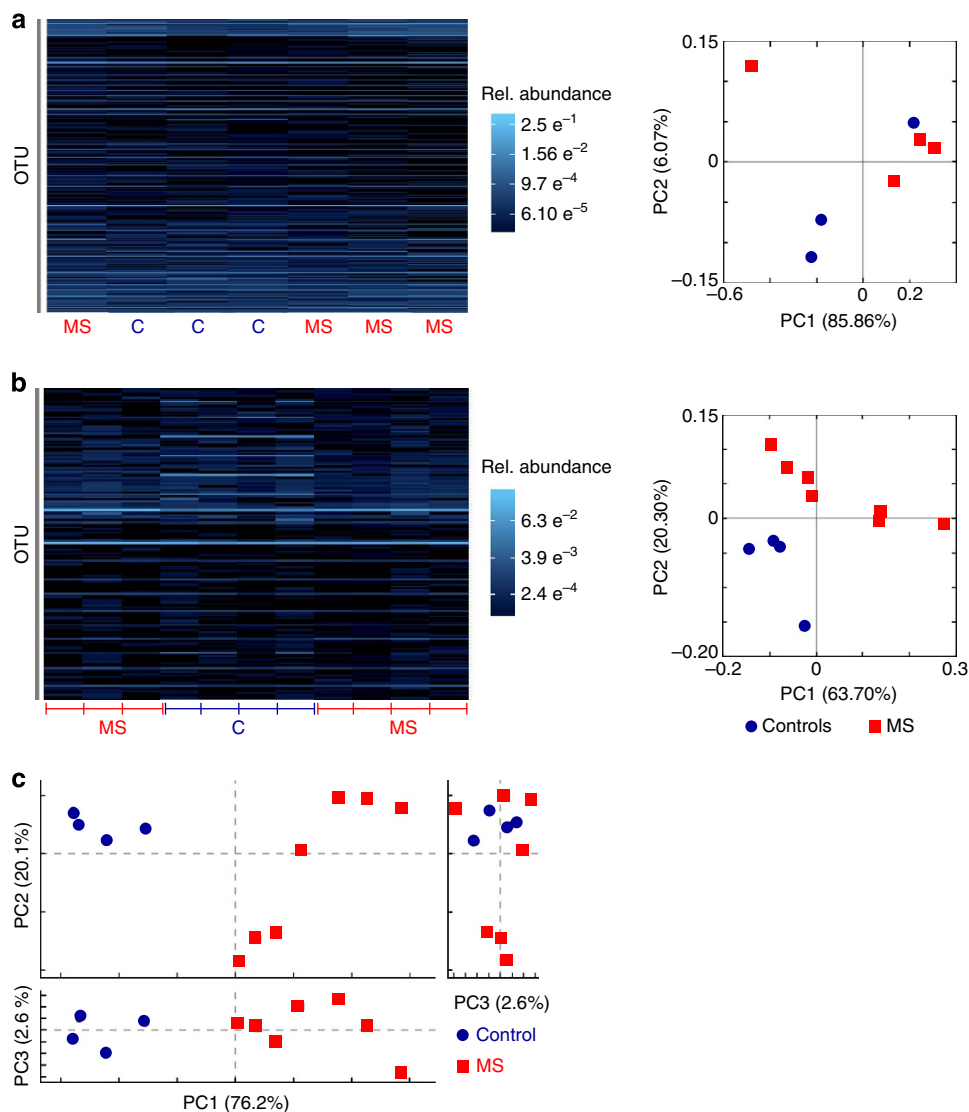 a
OTU
MS C C C MS MS MS
Rel. abundance
2.5 e−1
1.56 e−2
9.7 e−4
6.10 e−5
0.15
0
−0.15
PC2 (6.07%)
−0.6 0 0.2
PC1 (85.86%)
b
OTU
MS C MS
Rel. abundance
6.3 e−2
3.9 e−3
2.4 e−4
0.15
0
−0.20
PC2 (20.30%)
−0.2 0 0.3
PC1 (63.70%)
Controls MS
c
PC2 (20.1%)
PC3 (2.6 %)
PC1 (76.2%)
PC3 (2.6%)
Control
MS